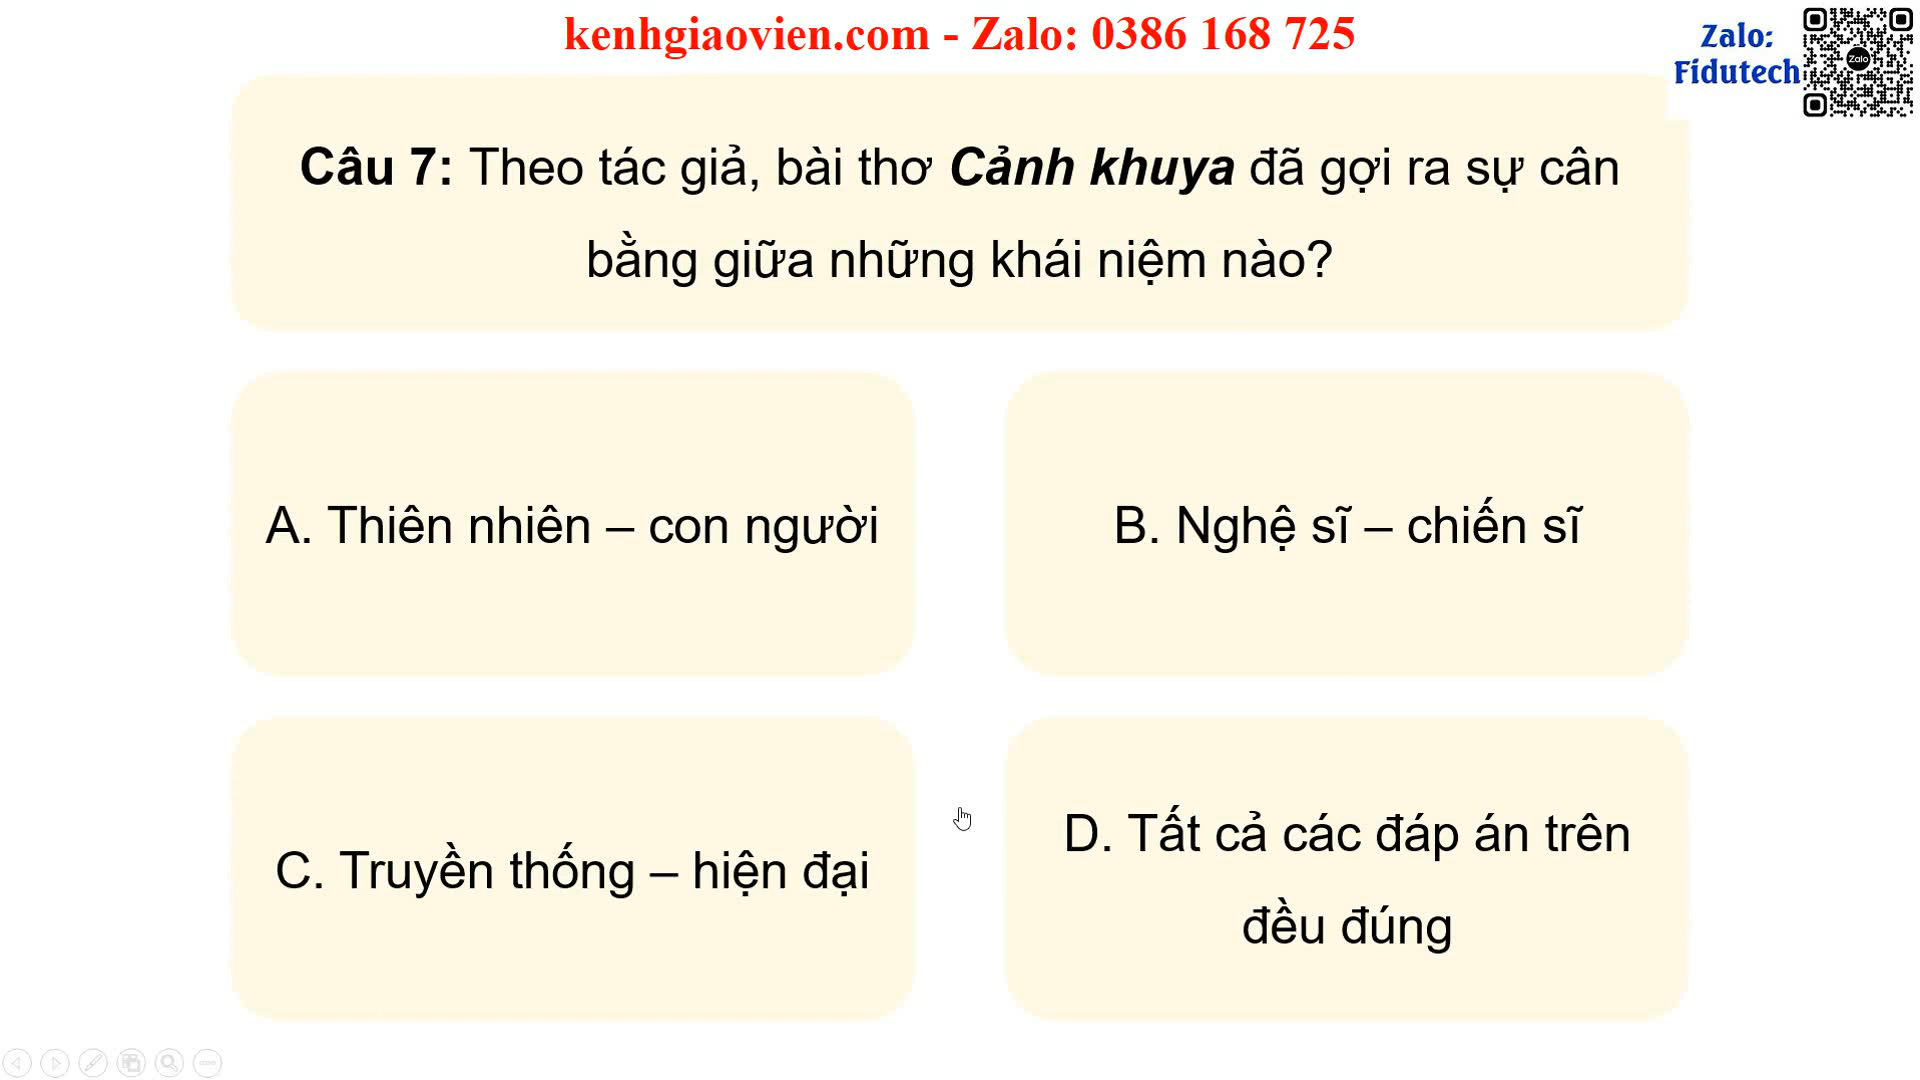 kenhgiaovien.com - Zalo: 0386 168 725
Zalo:
Fidutech
Zalo
Câu 7: Theo tác giả, bài thơ Cảnh khuya đã gợi ra sự cân
bằng giữa những khái niệm nào?
A. Thiên nhiên – con người
B. Nghệ sĩ – chiến sĩ
C. Truyền thống – hiện đại
D. Tất cả các đáp án trên
đều đúng